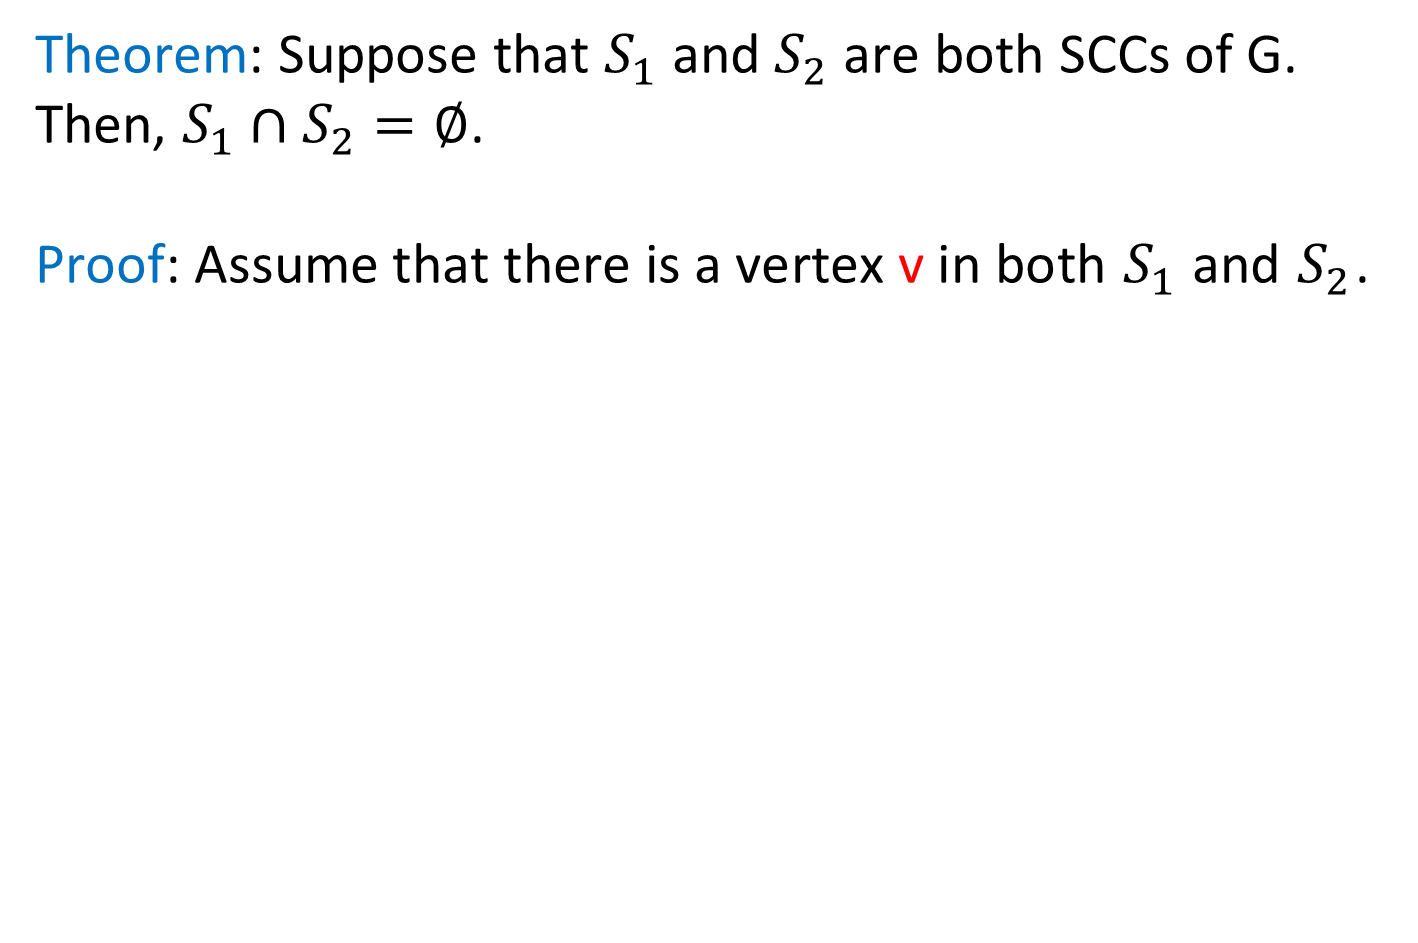 Theorem: Suppose that 𝑆₁ and 𝑆₂ are both SCCs of G.
Then, 𝑆₁ ∩ 𝑆₂ = ∅.
Proof: Assume that there is a vertex v in both 𝑆₁ and 𝑆₂.